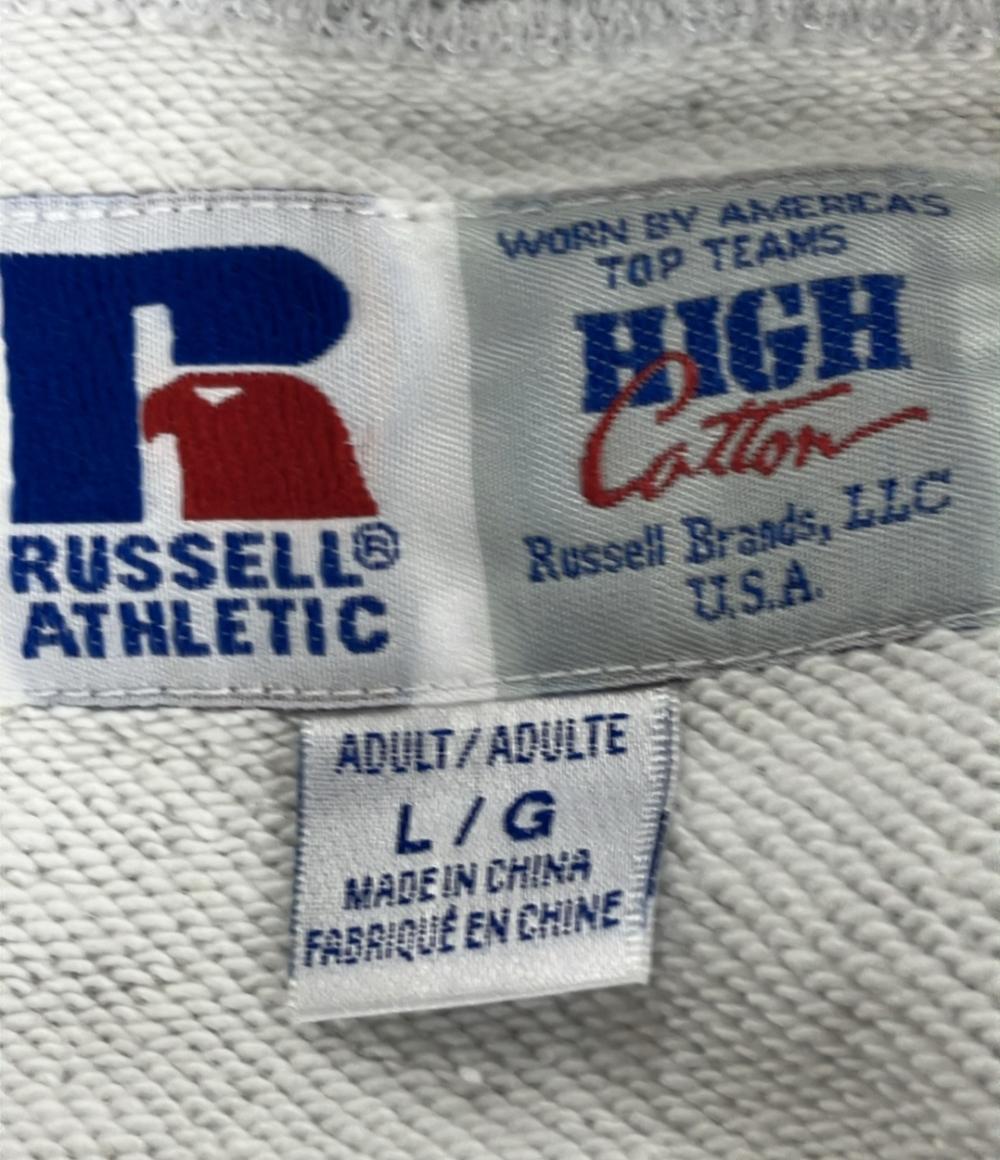 RUSSELL®
ATHLETIC
WORN BY AMERICA'S
TOP TEAMS
HIGH
Cotton
Russell Brands, LLC
U.S.A.
ADULT/ADULTE
L/G
MADE IN CHINA
FABRIQUÉ EN CHINE